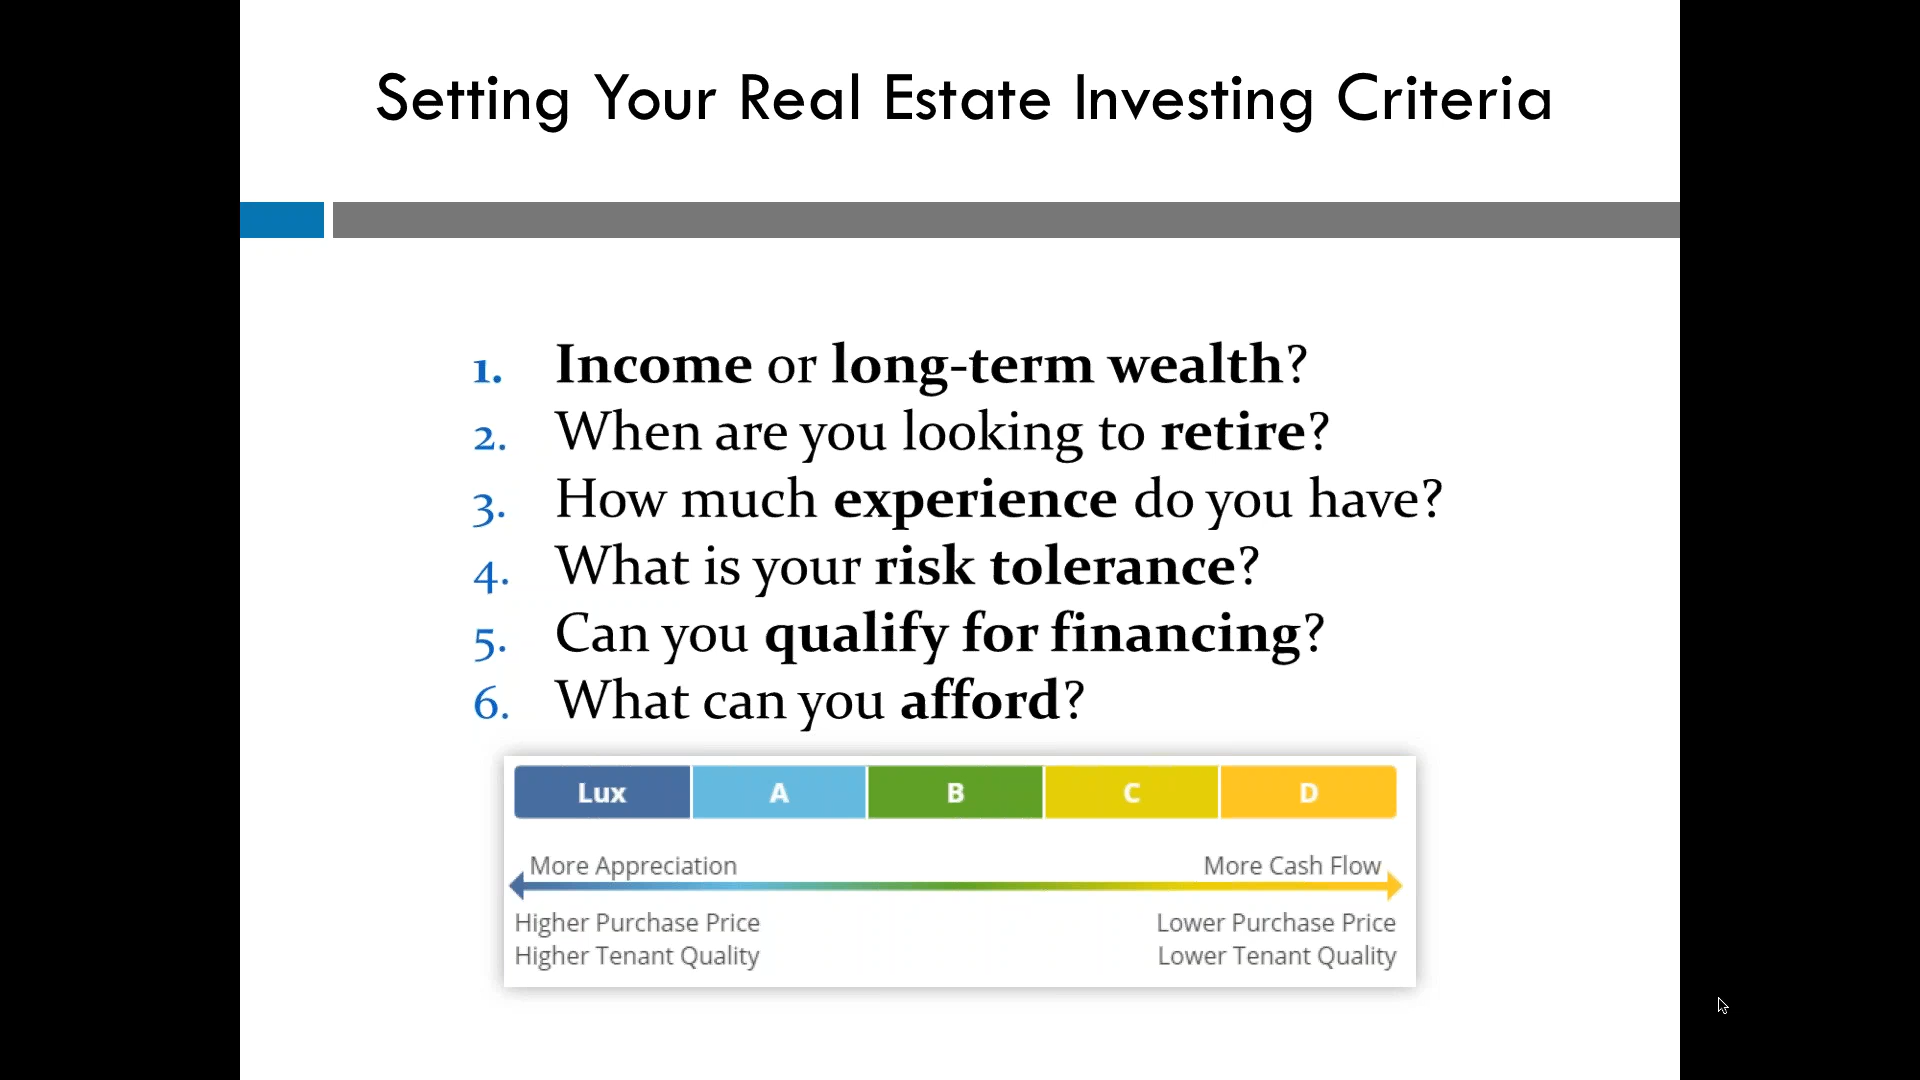 Setting Your Real Estate Investing Criteria
1. Income or long-term wealth?
2. When are you looking to retire?
3. How much experience do you have?
4. What is your risk tolerance?
5. Can you qualify for financing?
6. What can you afford?
Lux A B C D
More Appreciation More Cash Flow
Higher Purchase Price Lower Purchase Price
Higher Tenant Quality Lower Tenant Quality